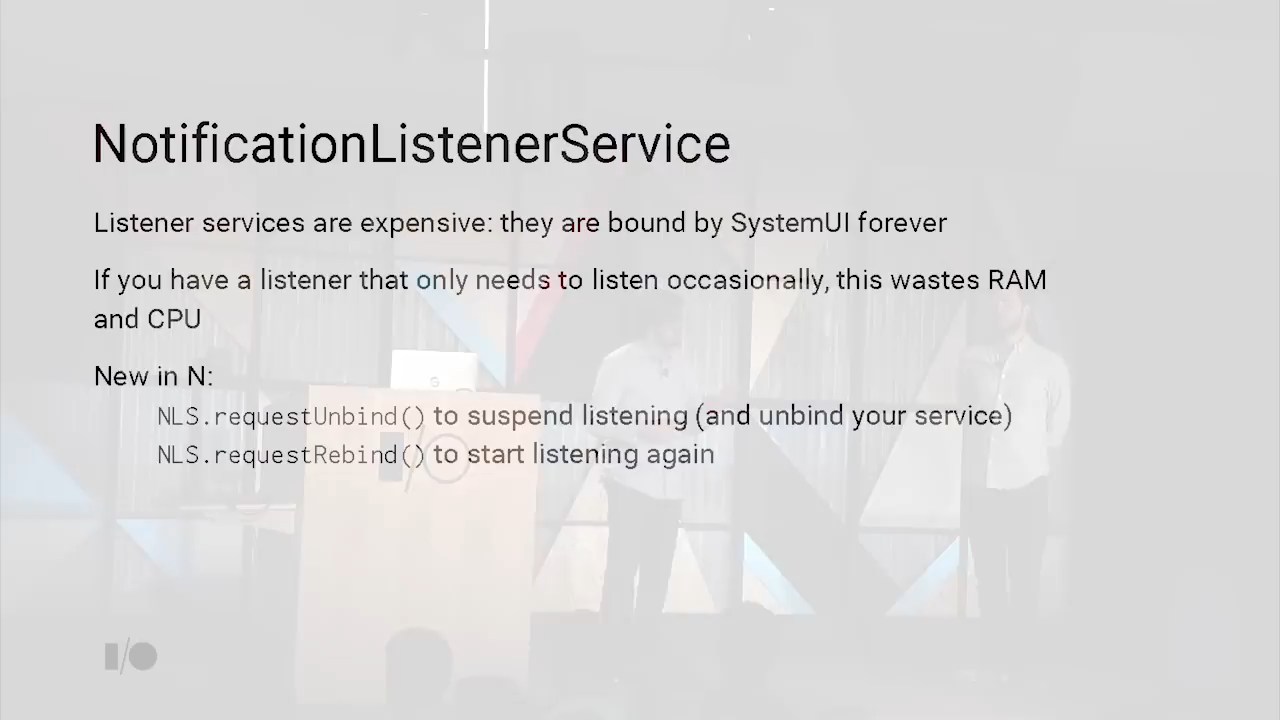 NotificationListenerService
Listener services are expensive: they are bound by SystemUI forever
If you have a listener that only needs to listen occasionally, this wastes RAM
and CPU
New in N:
NLS.requestUnbind() to suspend listening (and unbind your service)
NLS.requestRebind() to start listening again
I/O